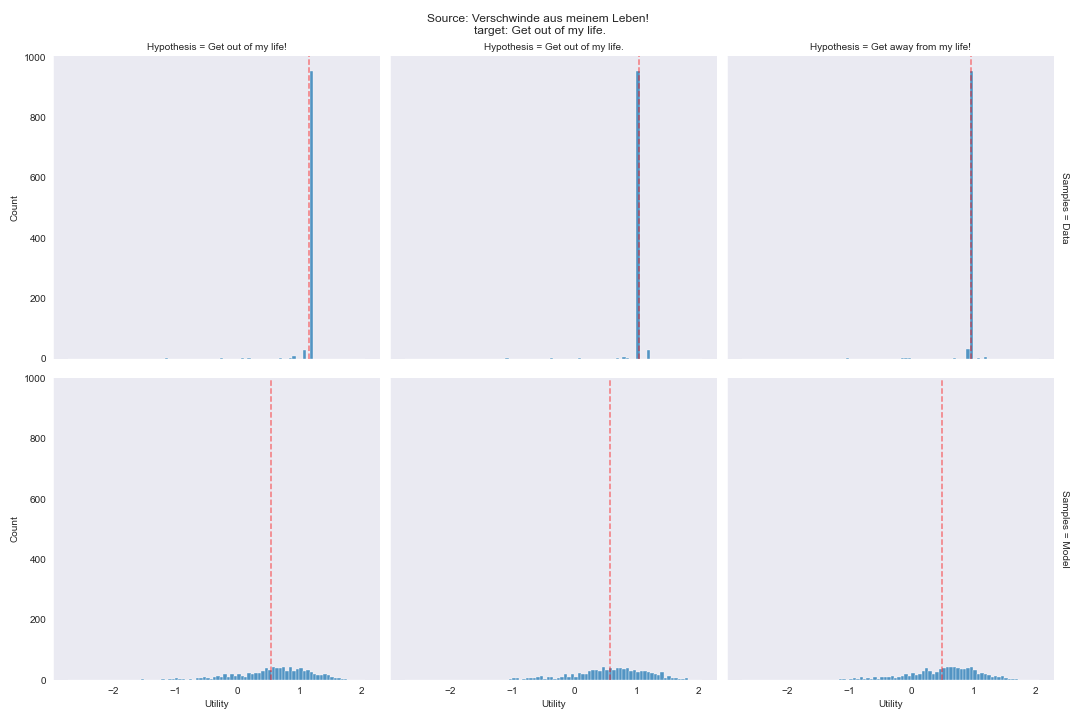 Source: Verschwinde aus meinem Leben!
target: Get out of my life.
Hypothesis = Get out of my life!
Hypothesis = Get out of my life.
Hypothesis = Get away from my life!
1000
800
600
400
200
0
Count
Samples = Data
1000
800
600
400
200
0
Count
Samples = Model
−2 −1 0 1 2
−2 −1 0 1 2
−2 −1 0 1 2
Utility
Utility
Utility